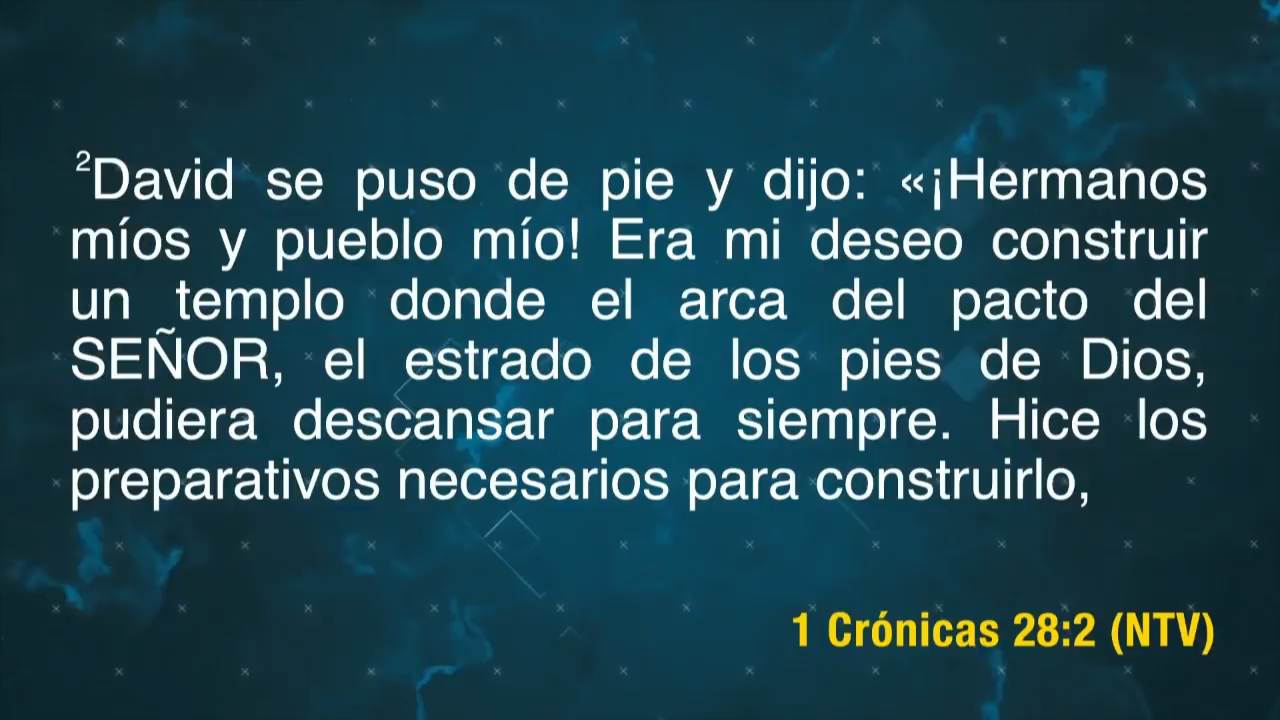 ²David se puso de pie y dijo: «¡Hermanos
míos y pueblo mío! Era mi deseo construir
un templo donde el arca del pacto del
SEÑOR, el estrado de los pies de Dios,
pudiera descansar para siempre. Hice los
preparativos necesarios para construirlo,
1 Crónicas 28:2 (NTV)